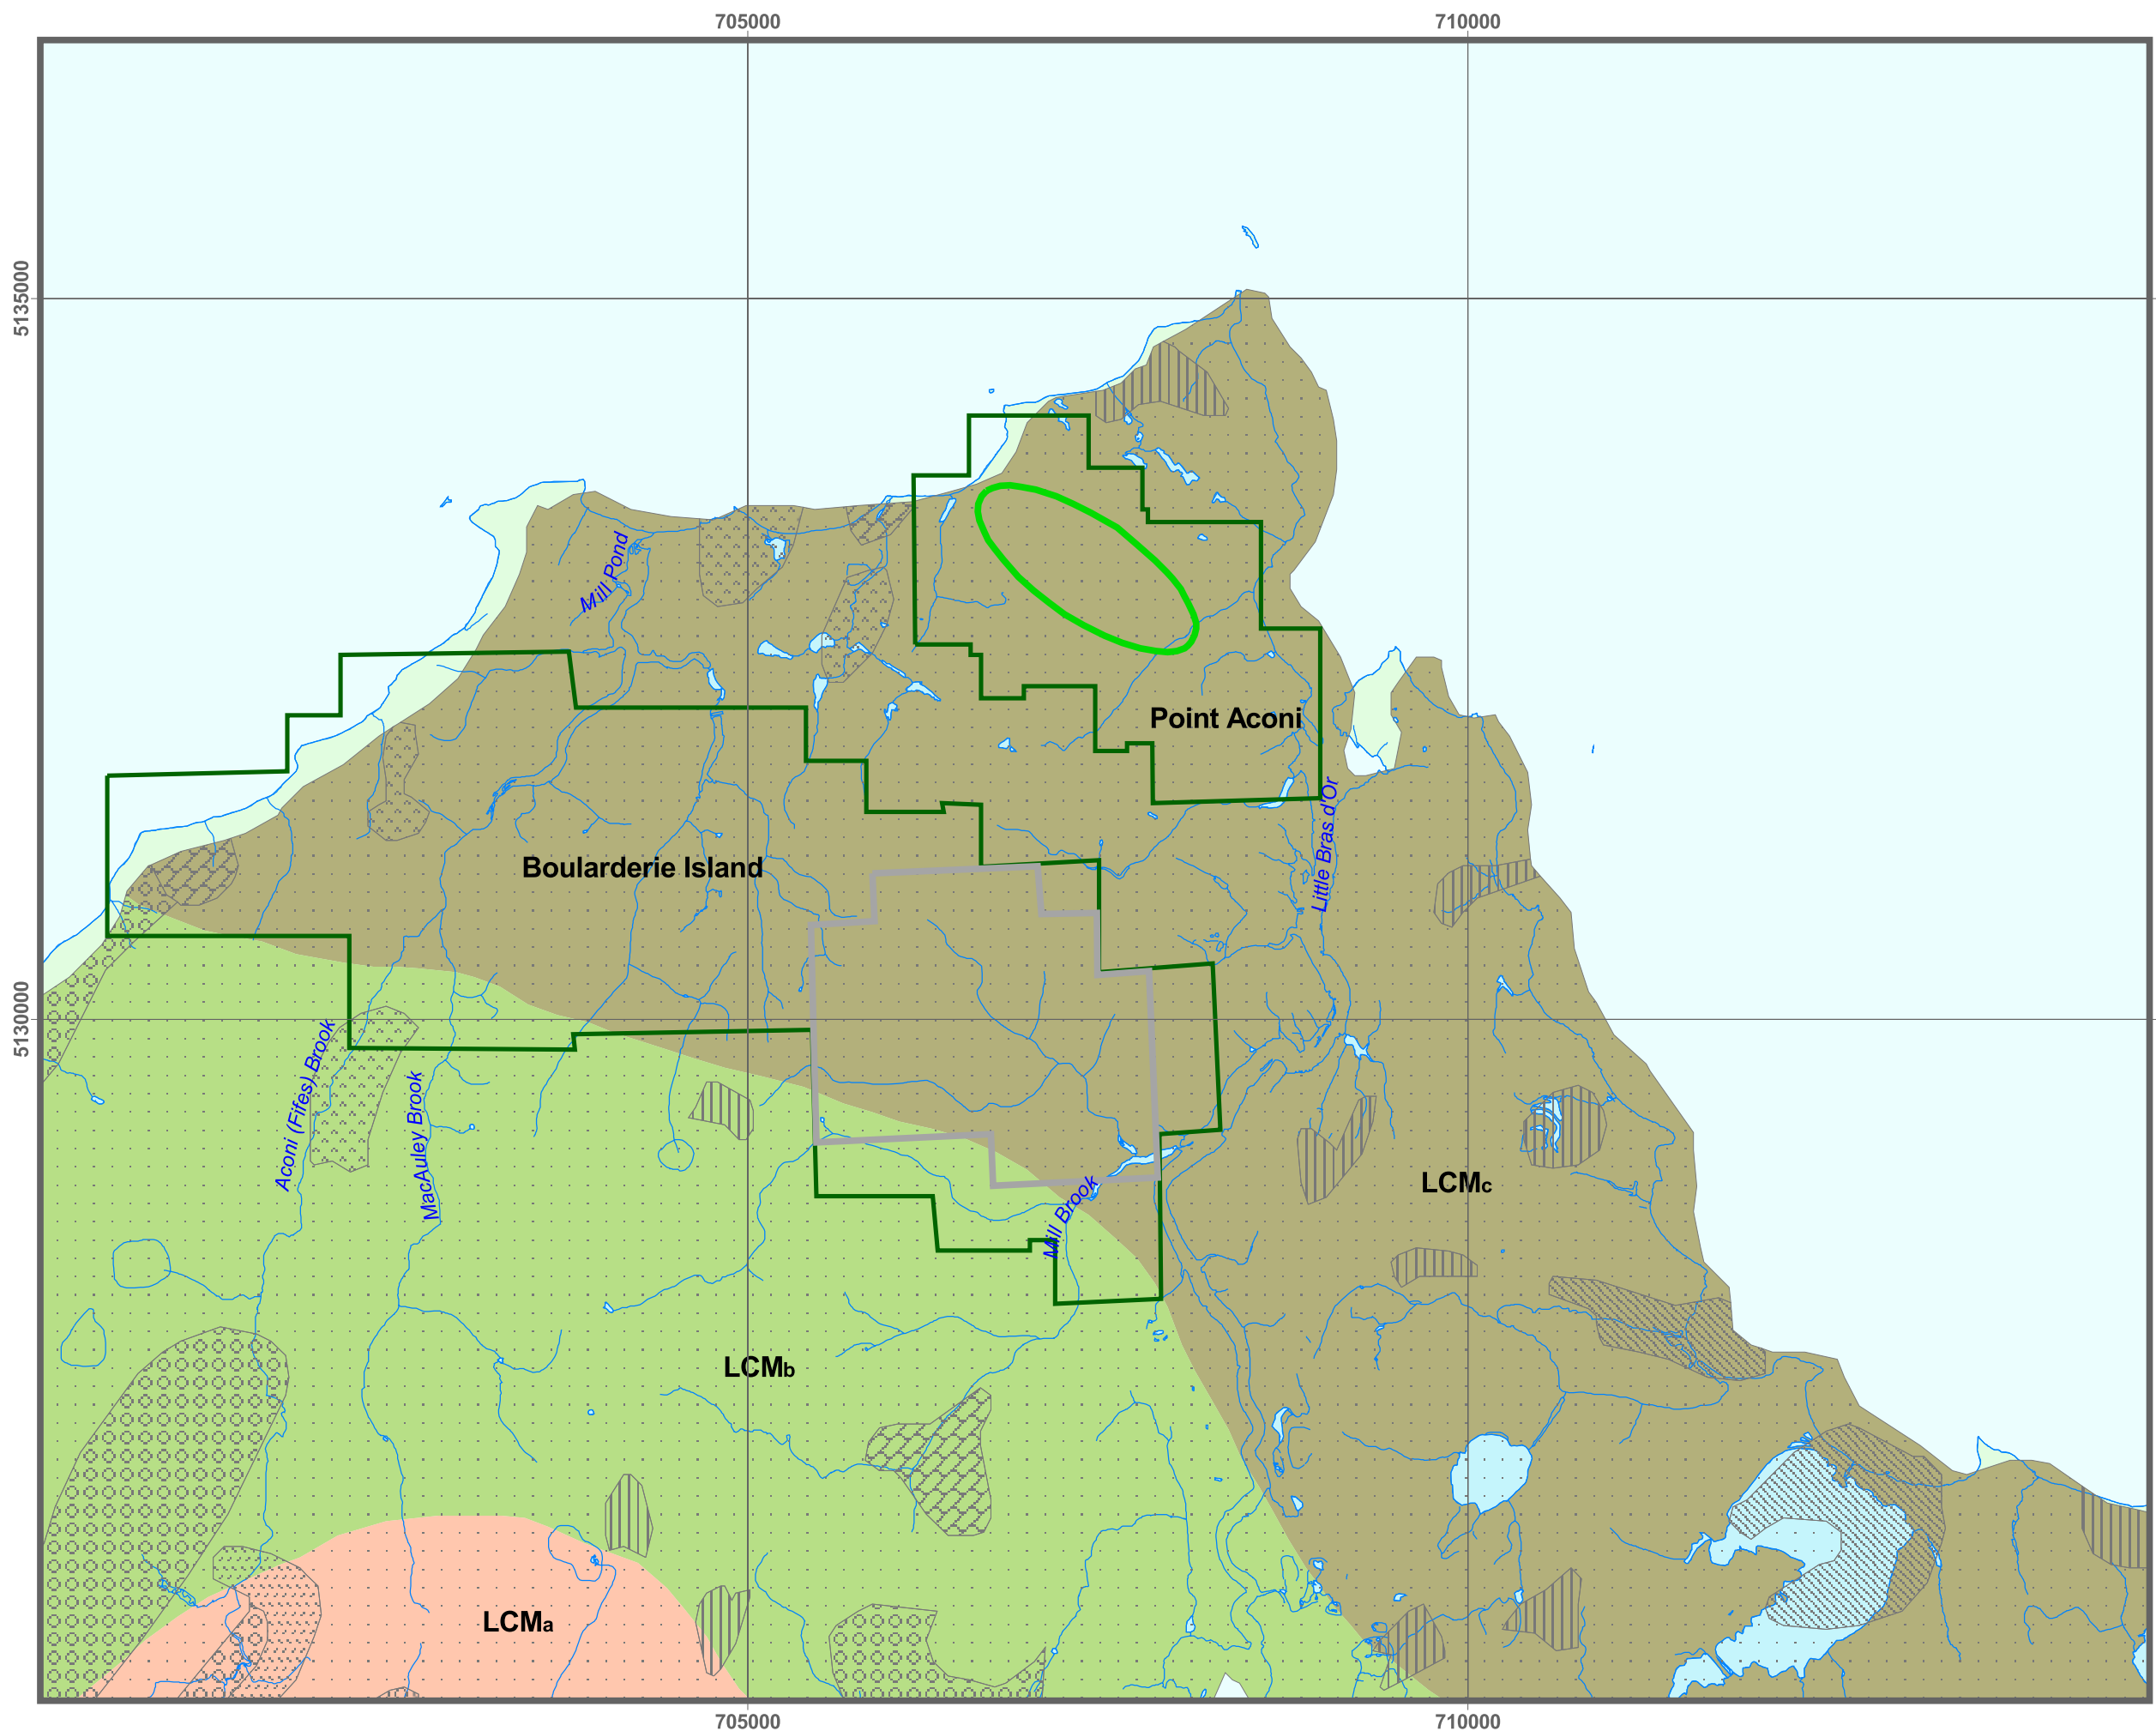 705000
710000
5135000
Mill Pond
Point Aconi
Little Bras d'Or
Boularderie Island
5130000
Aconi (Fifes) Brook
MacAuley Brook
Mill Brook
LCMc
LCMb
LCMa
705000
710000